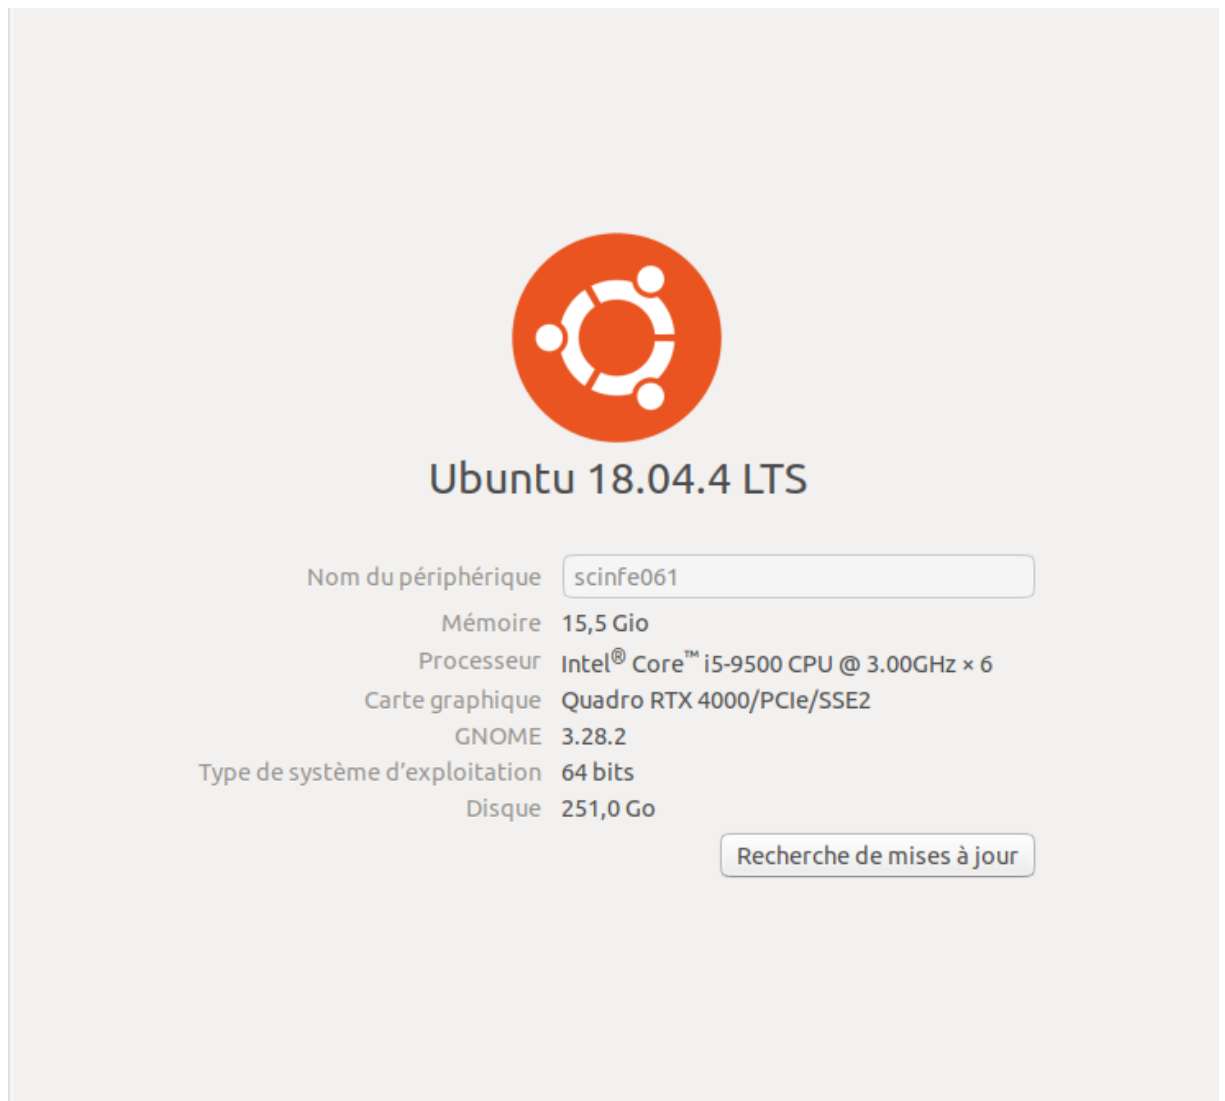 Ubuntu 18.04.4 LTS
Nom du périphérique scinfe061
Mémoire 15,5 Gio
Processeur Intel® Core™ i5-9500 CPU @ 3.00GHz × 6
Carte graphique Quadro RTX 4000/PCIe/SSE2
GNOME 3.28.2
Type de système d’exploitation 64 bits
Disque 251,0 Go
Recherche de mises à jour